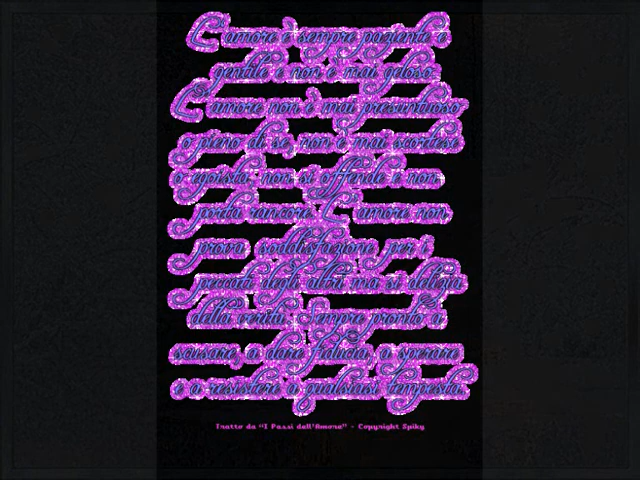 L'amore è sempre paziente e
gentile e non è mai geloso.
L'amore non è mai presuntuoso
o pieno di se, non è mai scortese
o egoista, non si offende e non
porta rancore. L'amore non
prova soddisfazione per i
peccati degli altri ma si delizia
della verità. Sempre pronto a
scusare, a dare fiducia, a sperare
e a resistere a qualsiasi tempesta.
Tratto da "I Passi dell'Amore" - Copyright Spiky